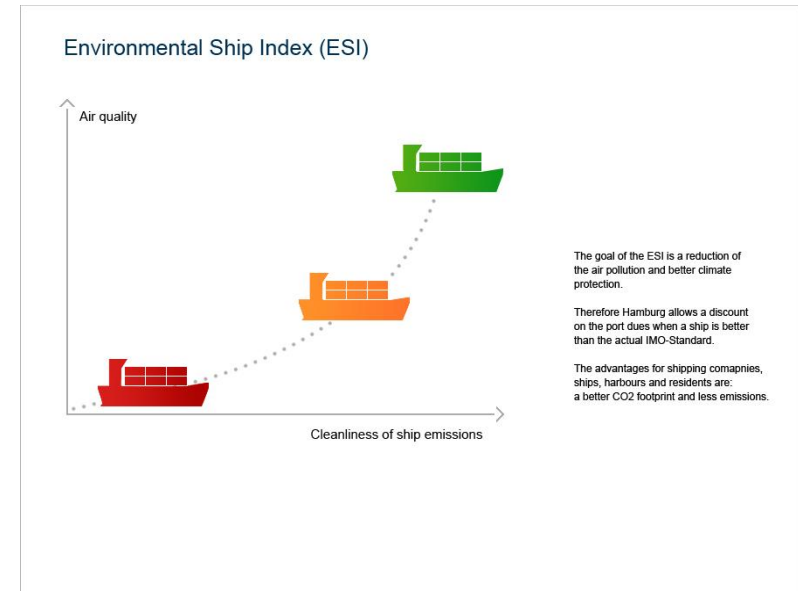 Environmental Ship Index (ESI)
Air quality
The goal of the ESI is a reduction of
the air pollution and better climate
protection.
Therefore Hamburg allows a discount
on the port dues when a ship is better
than the actual IMO-Standard.
The advantages for shipping comapnies,
ships, harbours and residents are:
a better CO2 footprint and less emissions.
Cleanliness of ship emissions